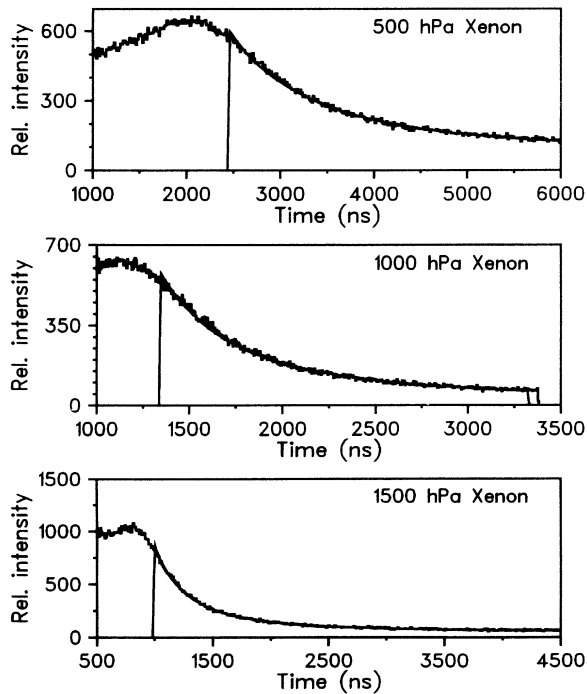 500 hPa Xenon
Rel. intensity
600
300
0
1000 2000 3000 4000 5000 6000
Time (ns)
1000 hPa Xenon
Rel. intensity
700
350
0
1000 1500 2000 2500 3000 3500
Time (ns)
1500 hPa Xenon
Rel. intensity
1500
1000
500
0
500 1500 2500 3500 4500
Time (ns)